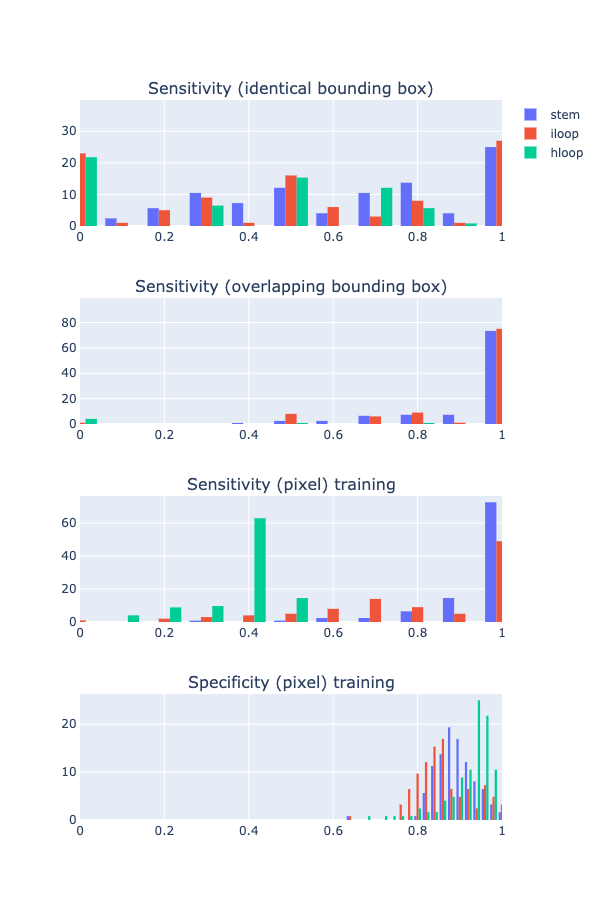 Sensitivity (identical bounding box)
30
20
10
0
0 0.2 0.4 0.6 0.8 1
stem
iloop
hloop
Sensitivity (overlapping bounding box)
80
60
40
20
0
0 0.2 0.4 0.6 0.8 1
Sensitivity (pixel) training
60
40
20
0
0 0.2 0.4 0.6 0.8 1
Specificity (pixel) training
20
10
0
0 0.2 0.4 0.6 0.8 1